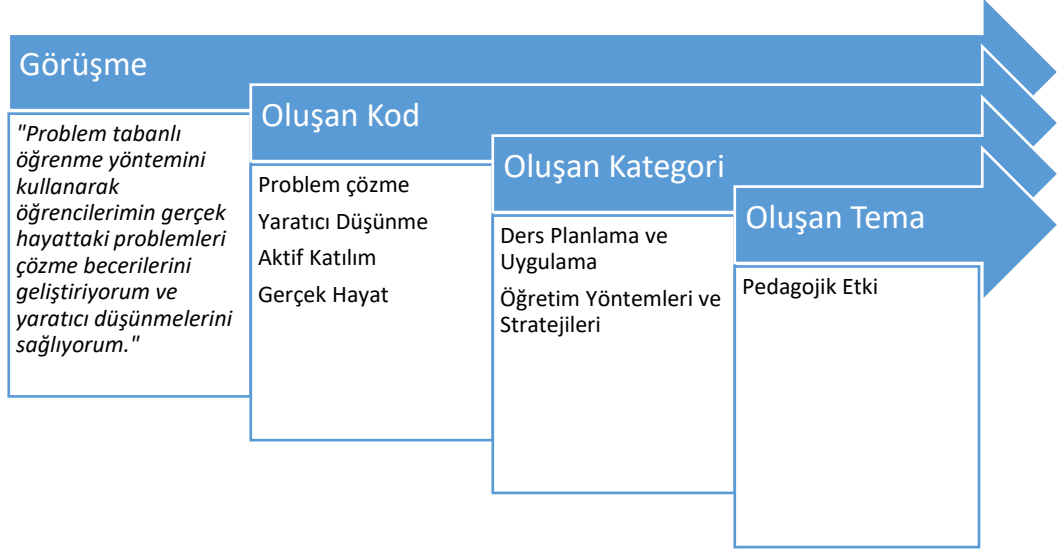 Görüşme
"Problem tabanlı
öğrenme yöntemini
kullanarak
öğrencilerimin gerçek
hayattaki problemleri
çözme becerilerini
geliştiriyorum ve
yaratıcı düşünmelerini
sağlıyorum."
Oluşan Kod
Problem çözme
Yaratıcı Düşünme
Aktif Katılım
Gerçek Hayat
Oluşan Kategori
Ders Planlama ve
Uygulama
Öğretim Yöntemleri ve
Stratejileri
Oluşan Tema
Pedagojik Etki